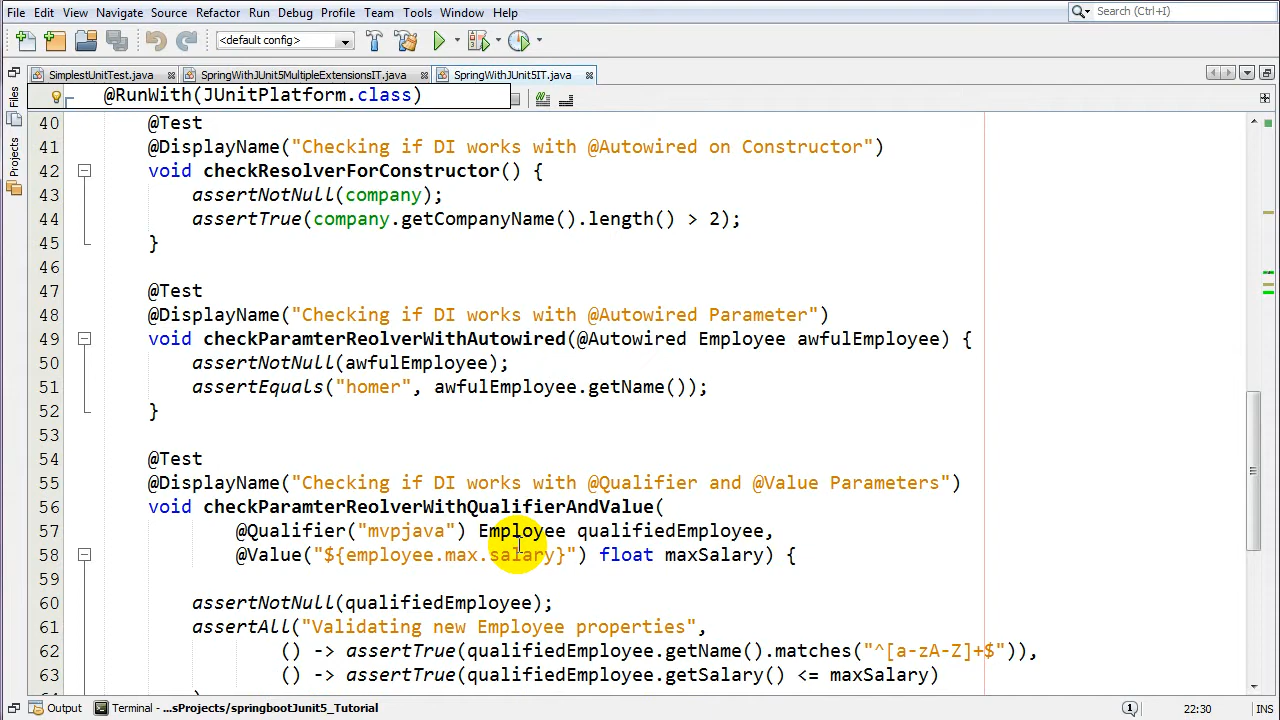 File Edit View Navigate Source Refactor Run Debug Profile Team Tools Window Help
Search (Ctrl+I)
<default config>
SimplestUnitTest.java SpringWithJUnit5MultipleExtensionsIT.java SpringWithJUnit5IT.java
@RunWith(JUnitPlatform.class)
Files
Projects
40 @Test
41 @DisplayName("Checking if DI works with @Autowired on Constructor")
42 void checkResolverForConstructor() {
43 assertNotNull(company);
44 assertTrue(company.getCompanyName().length() > 2);
45 }
46
47 @Test
48 @DisplayName("Checking if DI works with @Autowired Parameter")
49 void checkParamterReolverWithAutowired(@Autowired Employee awfulEmployee) {
50 assertNotNull(awfulEmployee);
51 assertEquals("homer", awfulEmployee.getName());
52 }
53
54 @Test
55 @DisplayName("Checking if DI works with @Qualifier and @Value Parameters")
56 void checkParamterReolverWithQualifierAndValue(
57 @Qualifier("mvpjava") Employee qualifiedEmployee,
58 @Value("${employee.max.salary}") float maxSalary) {
59
60 assertNotNull(qualifiedEmployee);
61 assertAll("Validating new Employee properties",
62 () -> assertTrue(qualifiedEmployee.getName().matches("^[a-zA-Z]+$")),
63 () -> assertTrue(qualifiedEmployee.getSalary() <= maxSalary)
Output Terminal - ...sProjects/springbootJunit5_Tutorial 1 22:30 INS